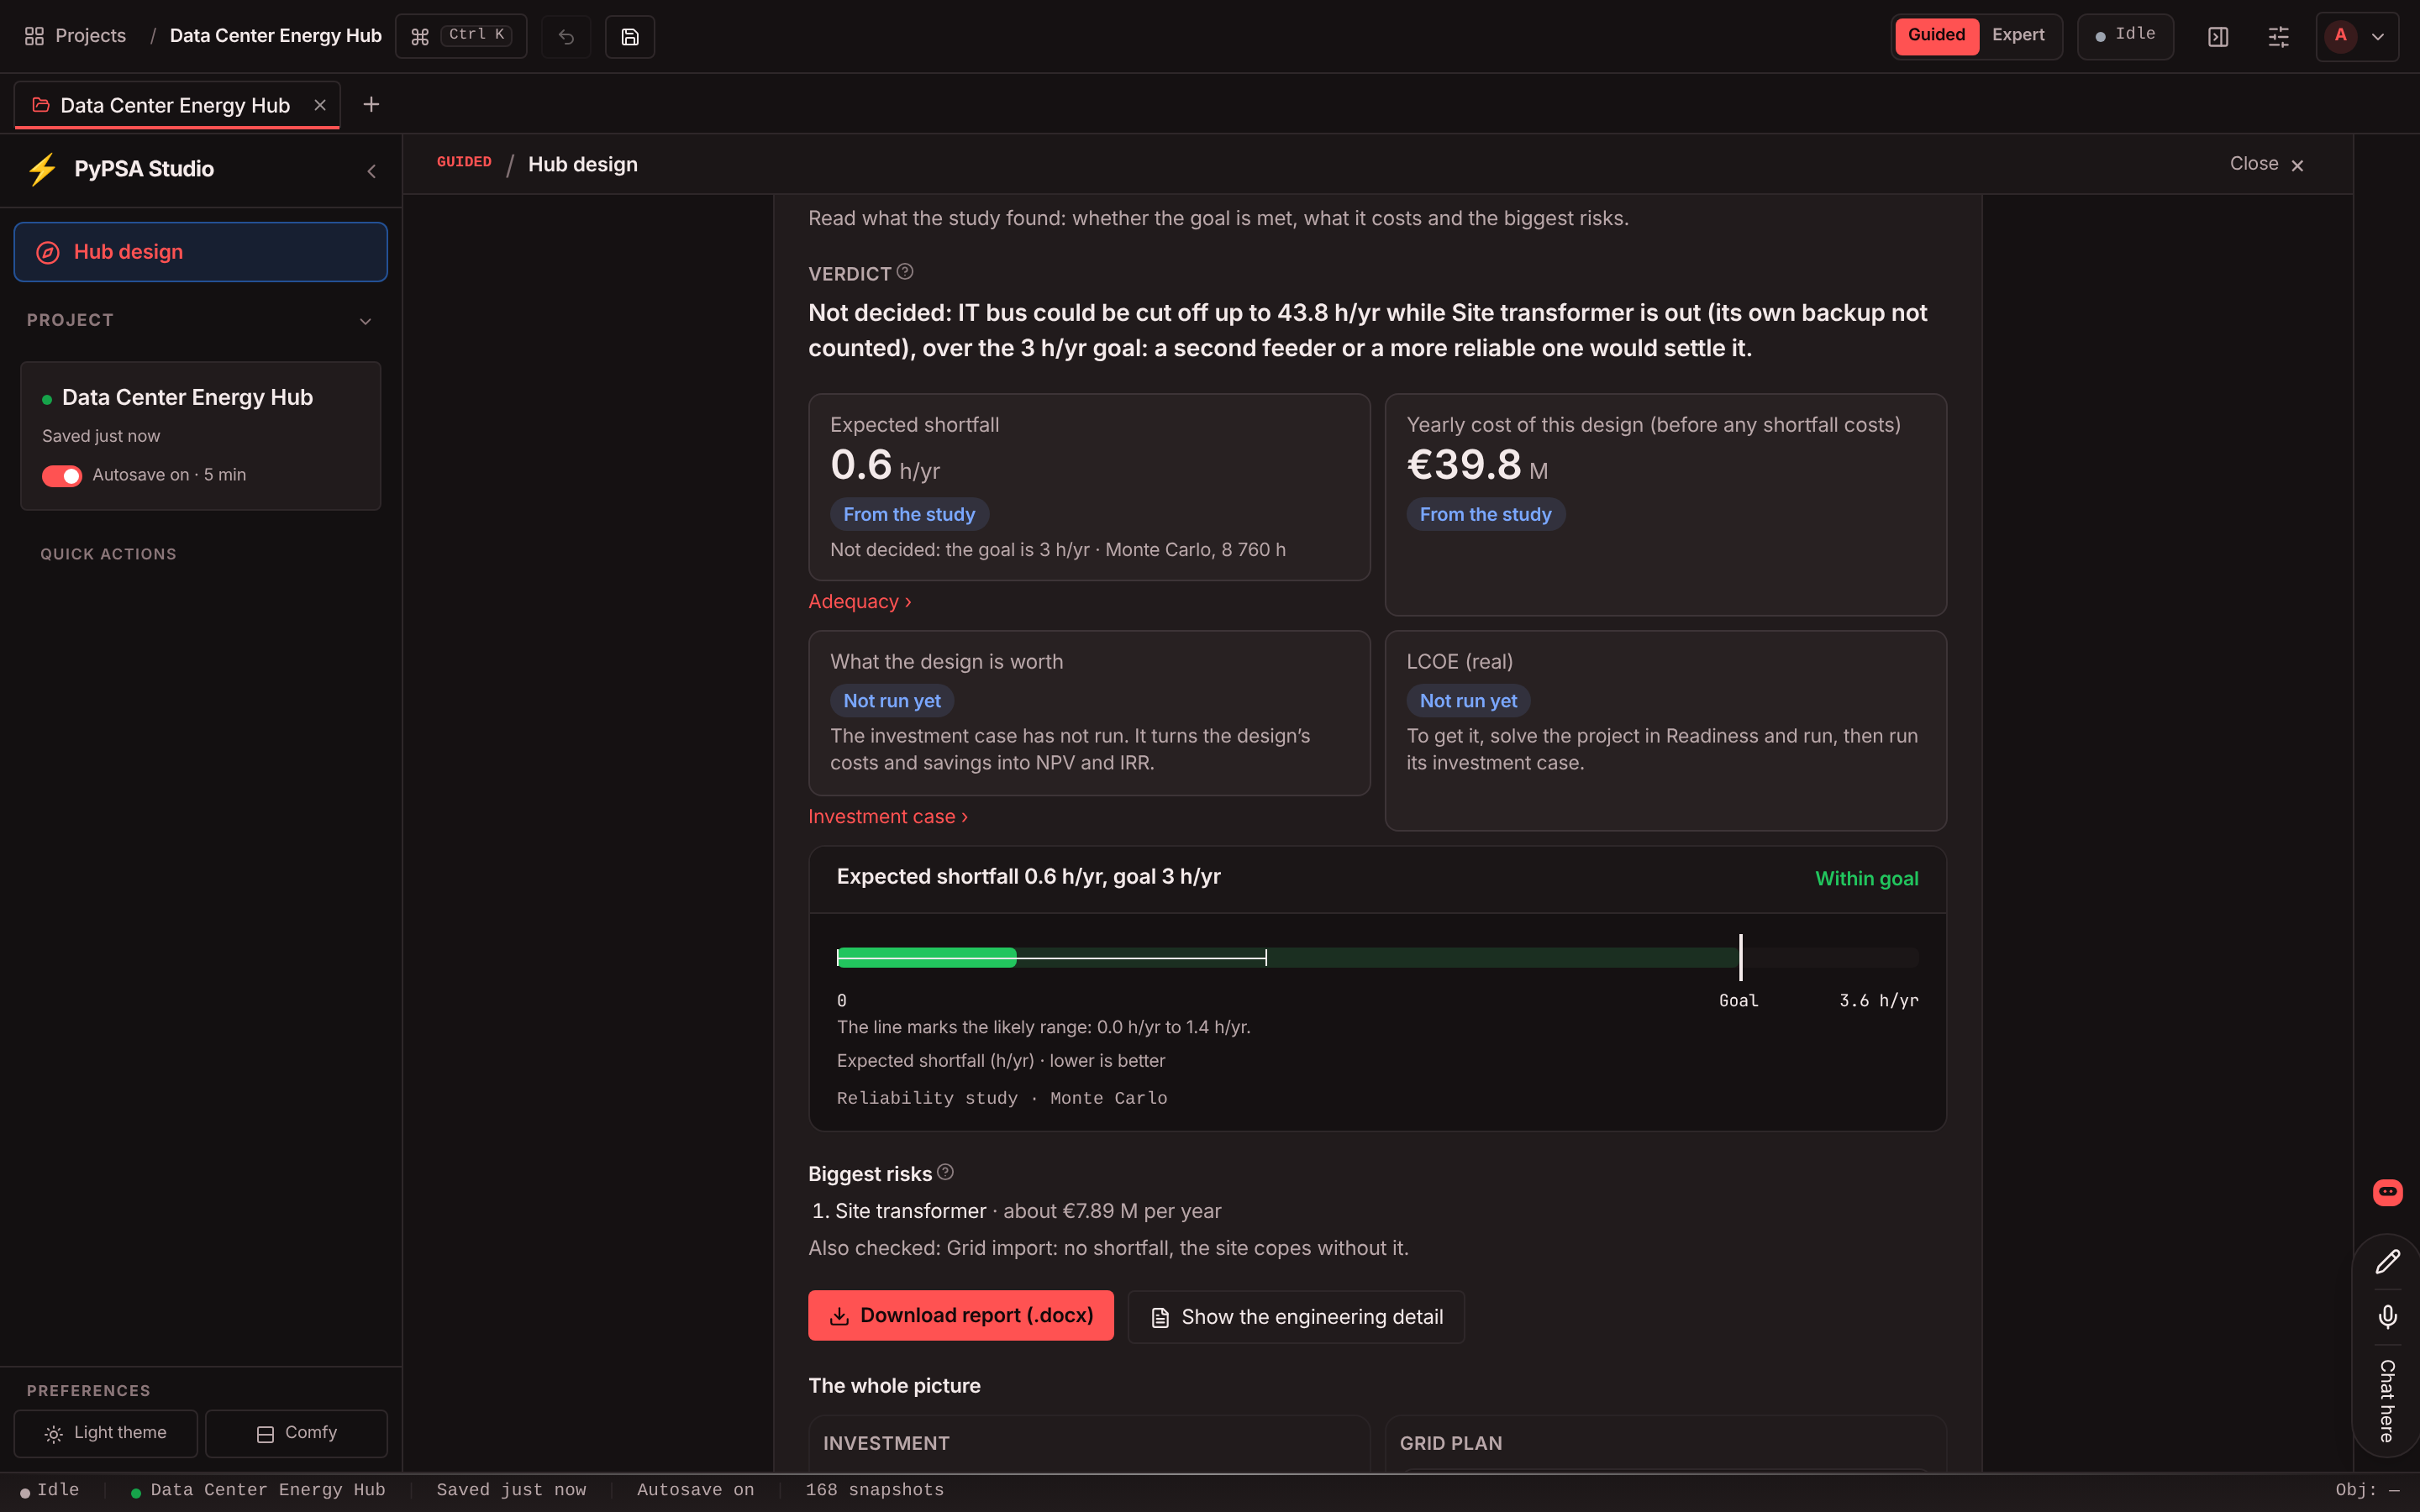 Projects / Data Center Energy Hub ⌘ Ctrl K Guided Expert Idle A
Data Center Energy Hub
PyPSA Studio
GUIDED / Hub design Close
Hub design
PROJECT
Data Center Energy Hub
Saved just now
Autosave on · 5 min
QUICK ACTIONS
Read what the study found: whether the goal is met, what it costs and the biggest risks.
VERDICT
Not decided: IT bus could be cut off up to 43.8 h/yr while Site transformer is out (its own backup not
counted), over the 3 h/yr goal: a second feeder or a more reliable one would settle it.
Expected shortfall
0.6 h/yr
From the study
Not decided: the goal is 3 h/yr · Monte Carlo, 8 760 h
Adequacy ›
Yearly cost of this design (before any shortfall costs)
€39.8 M
From the study
What the design is worth
Not run yet
The investment case has not run. It turns the design’s
costs and savings into NPV and IRR.
Investment case ›
LCOE (real)
Not run yet
To get it, solve the project in Readiness and run, then run
its investment case.
Expected shortfall 0.6 h/yr, goal 3 h/yr Within goal
0 Goal 3.6 h/yr
The line marks the likely range: 0.0 h/yr to 1.4 h/yr.
Expected shortfall (h/yr) · lower is better
Reliability study · Monte Carlo
Biggest risks
1. Site transformer · about €7.89 M per year
Also checked: Grid import: no shortfall, the site copes without it.
Download report (.docx) Show the engineering detail
The whole picture
INVESTMENT GRID PLAN
Chat here
PREFERENCES
Light theme Comfy
Idle Data Center Energy Hub Saved just now Autosave on 168 snapshots Obj: —